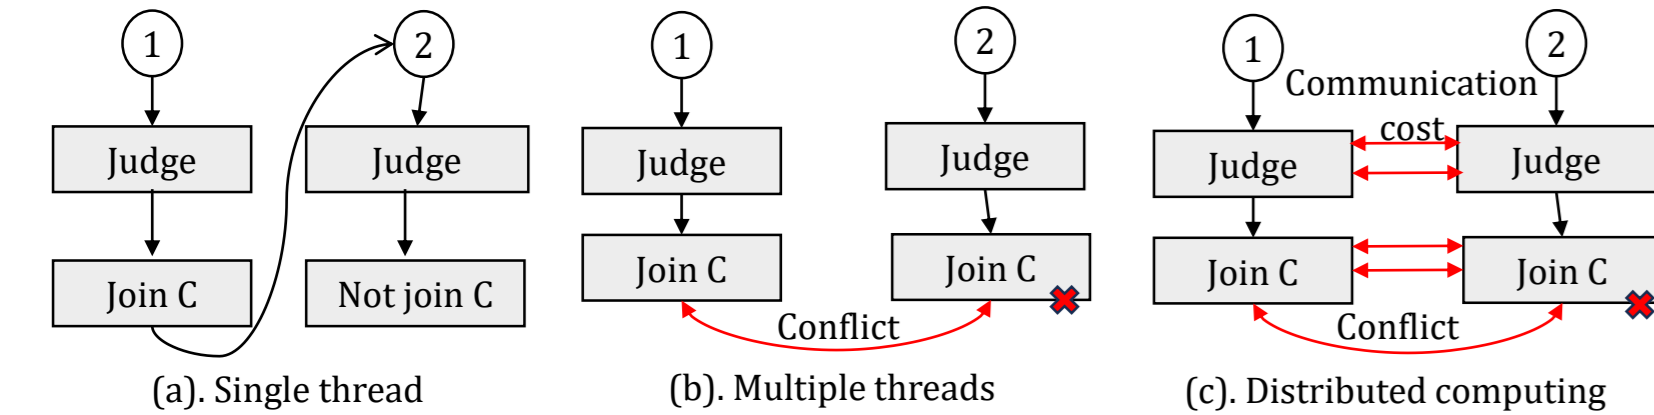 1
2
Judge
Judge
Join C
Not join C
(a). Single thread
1
2
Judge
Judge
Join C
Join C
Conflict
(b). Multiple threads
1
2
Communication
cost
Judge
Judge
Join C
Join C
Conflict
(c). Distributed computing